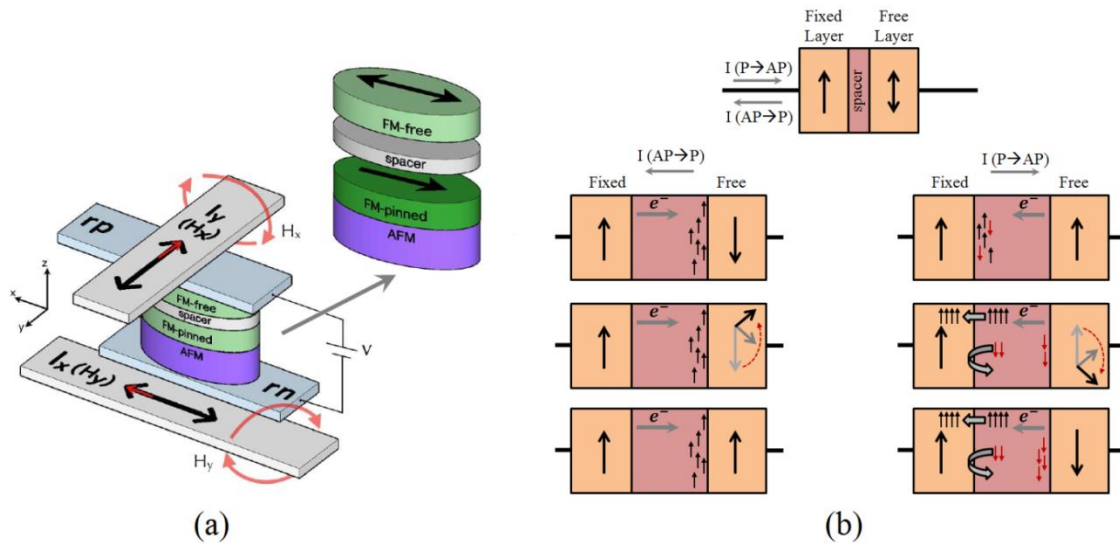 FM-free
spacer
FM-pinned
AFM
rp
Iy
(Hx)
Hx
z
x
y
FM-free
spacer
FM-pinned
AFM
V
rn
Ix (Hy)
Hy
(a)
Fixed Layer
Free Layer
I (P→AP)
I (AP→P)
spacer
I (AP→P)
Fixed
Free
e⁻
e⁻
e⁻
I (P→AP)
Fixed
Free
e⁻
e⁻
e⁻
(b)